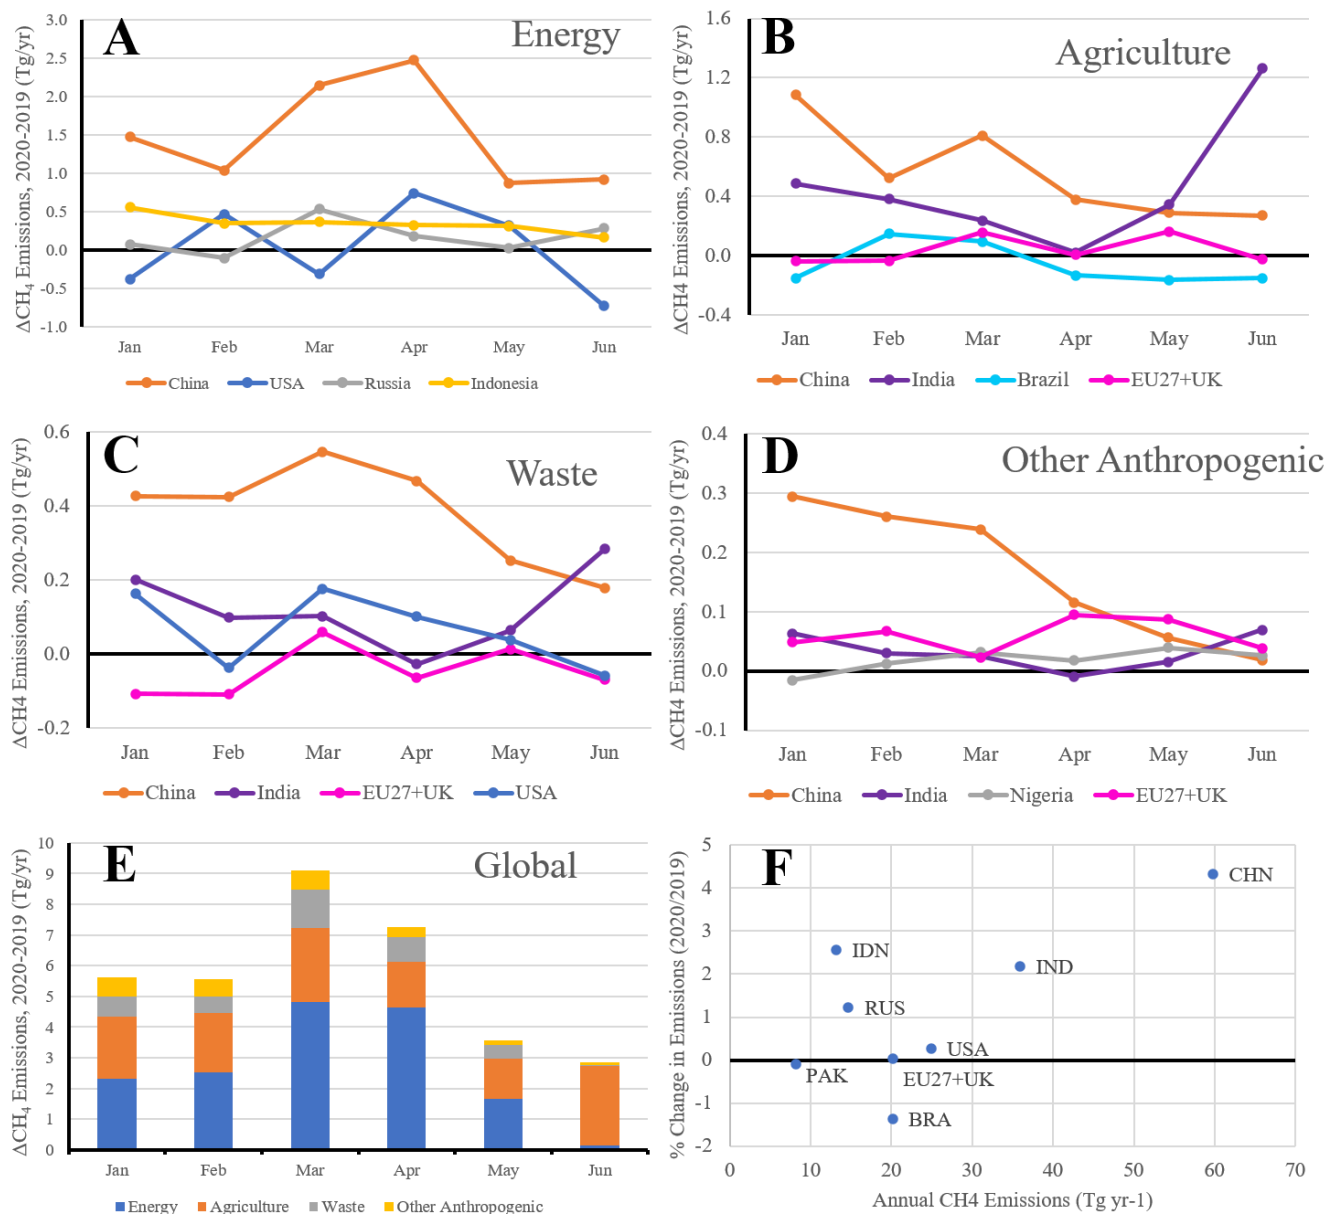 A
Energy
ΔCH₄ Emissions, 2020-2019 (Tg/yr)
3.0
2.5
2.0
1.5
1.0
0.5
0.0
-0.5
-1.0
Jan Feb Mar Apr May Jun
China USA Russia Indonesia
B
Agriculture
ΔCH4 Emissions, 2020-2019 (Tg/yr)
1.6
1.2
0.8
0.4
0.0
-0.4
Jan Feb Mar Apr May Jun
China India Brazil EU27+UK
C
Waste
ΔCH4 Emissions, 2020-2019 (Tg/yr)
0.6
0.4
0.2
0.0
-0.2
Jan Feb Mar Apr May Jun
China India EU27+UK USA
D
Other Anthropogenic
ΔCH4 Emissions, 2020-2019 (Tg/yr)
0.4
0.3
0.2
0.1
0.0
-0.1
Jan Feb Mar Apr May Jun
China India Nigeria EU27+UK
E
Global
ΔCH₄ Emissions, 2020-2019 (Tg/yr)
10
9
8
7
6
5
4
3
2
1
0
Jan Feb Mar Apr May Jun
Energy Agriculture Waste Other Anthropogenic
F
% Change in Emissions (2020/2019)
5
4
3
2
1
0
-1
-2
CHN
IDN
IND
RUS
USA
PAK
EU27+UK
BRA
0 10 20 30 40 50 60 70
Annual CH4 Emissions (Tg yr-1)